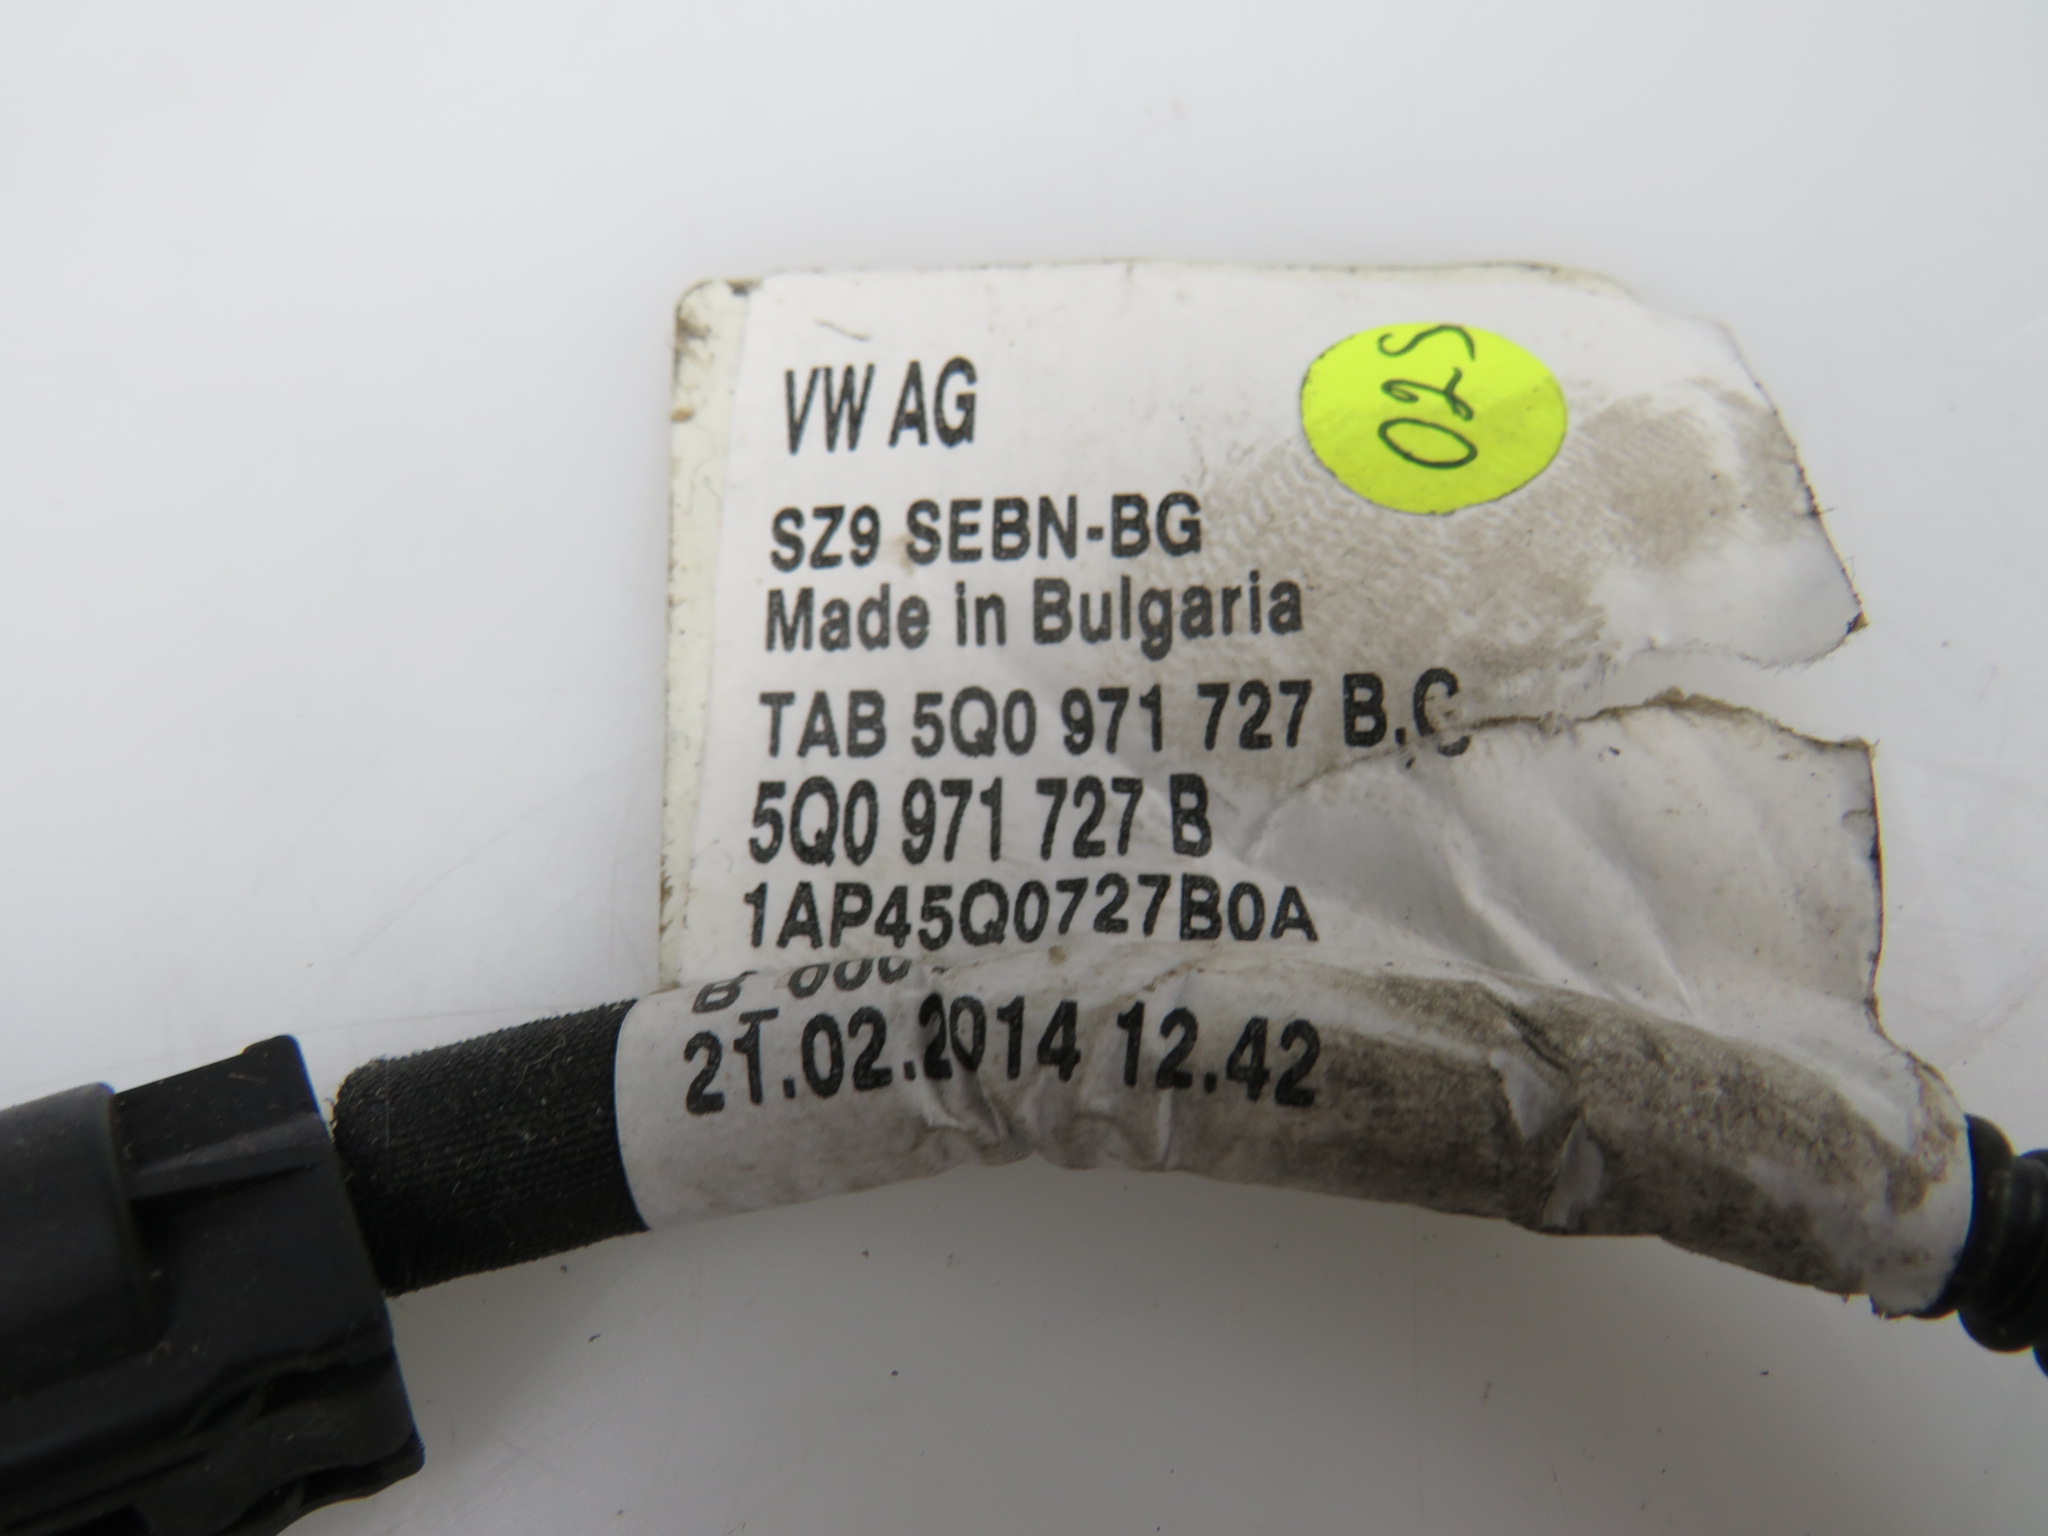 VW AG
025
SZ9 SEBN-BG
Made in Bulgaria
TAB 5Q0 971 727 B.C
5Q0 971 727 B
1AP45Q0727B0A
21.02.2014 12.42